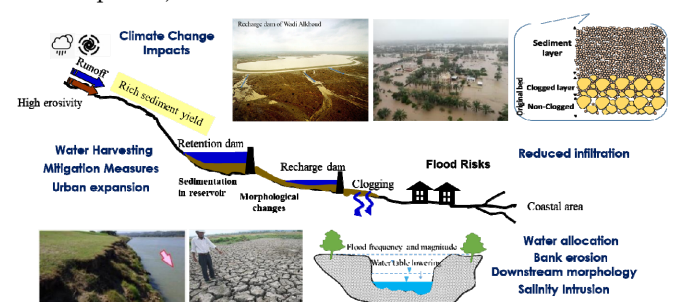 Climate Change
Impacts
Recharge dam of Wadi Alkhoud
Sediment
layer
Clogged layer
Non-Clogged
Original bed
Runoff
High erosivity
Rich sediment yield
Water Harvesting
Mitigation Measures
Urban expansion
Retention dam
Sedimentation
in reservoir
Recharge dam
Morphological
changes
Clogging
Flood Risks
Reduced infiltration
Coastal area
Flood frequency and magnitude
Water table lowering
Water allocation
Bank erosion
Downstream morphology
Salinity Intrusion